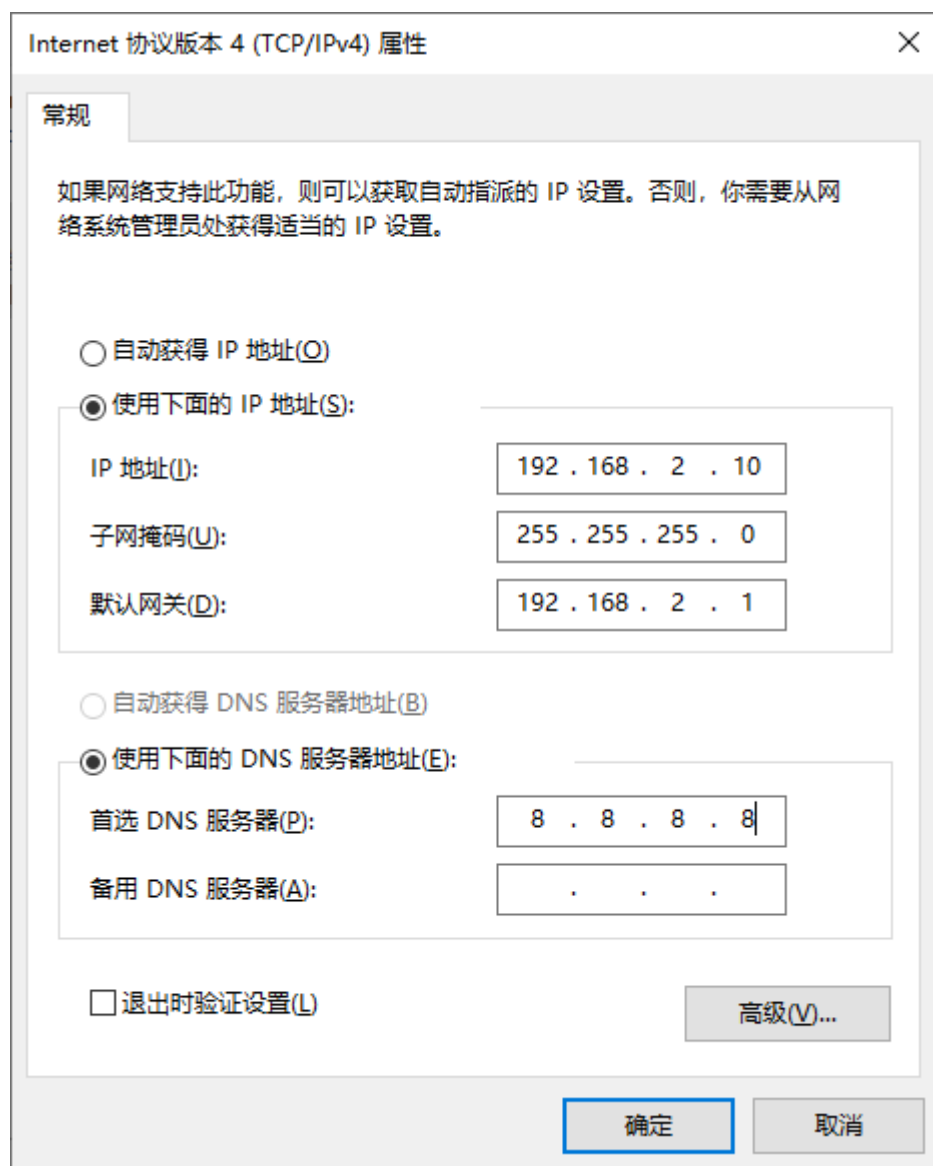 Internet 协议版本 4 (TCP/IPv4) 属性
常规
如果网络支持此功能，则可以获取自动指派的 IP 设置。否则，你需要从网
络系统管理员处获得适当的 IP 设置。
自动获得 IP 地址(O)
使用下面的 IP 地址(S):
IP 地址(I): 192 . 168 . 2 . 10
子网掩码(U): 255 . 255 . 255 . 0
默认网关(D): 192 . 168 . 2 . 1
自动获得 DNS 服务器地址(B)
使用下面的 DNS 服务器地址(E):
首选 DNS 服务器(P): 8 . 8 . 8 . 8
备用 DNS 服务器(A): . . .
退出时验证设置(L)
高级(V)...
确定 取消